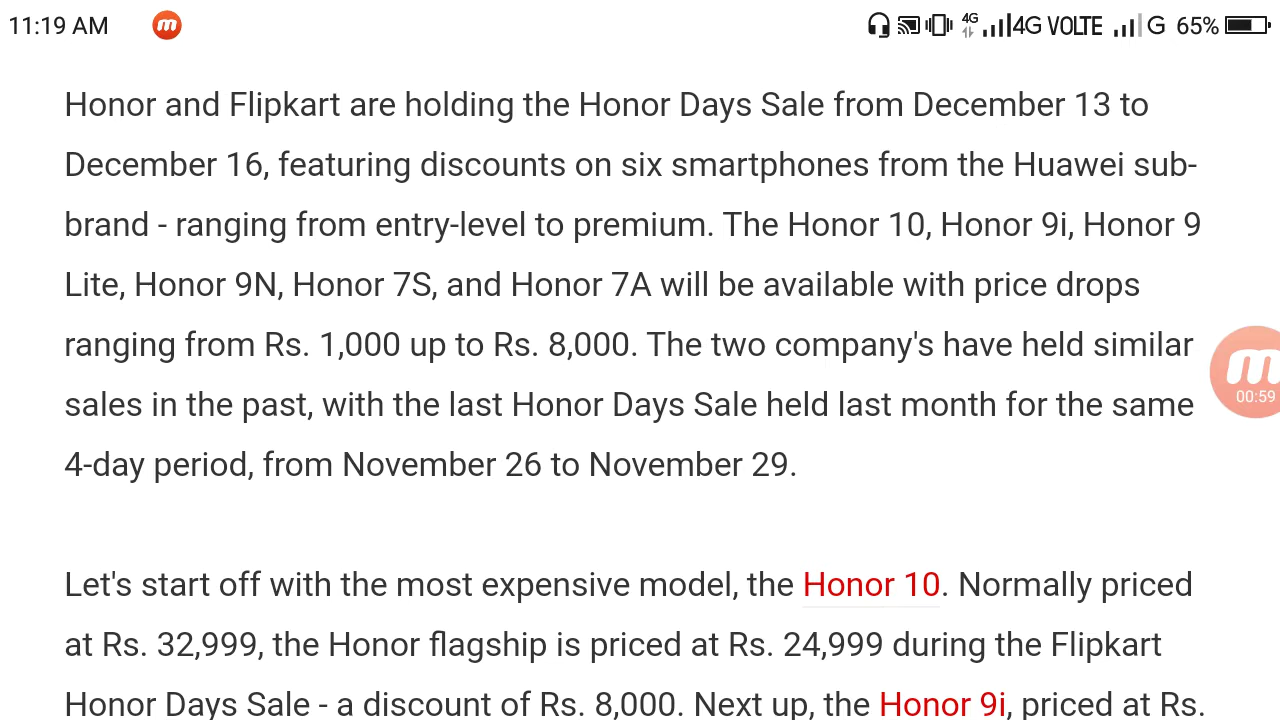 11:19 AM m 4G 4G VOLTE G 65%
Honor and Flipkart are holding the Honor Days Sale from December 13 to
December 16, featuring discounts on six smartphones from the Huawei sub-
brand - ranging from entry-level to premium. The Honor 10, Honor 9i, Honor 9
Lite, Honor 9N, Honor 7S, and Honor 7A will be available with price drops
ranging from Rs. 1,000 up to Rs. 8,000. The two company's have held similar
sales in the past, with the last Honor Days Sale held last month for the same
4-day period, from November 26 to November 29.
m
00:59
Let's start off with the most expensive model, the Honor 10. Normally priced
at Rs. 32,999, the Honor flagship is priced at Rs. 24,999 during the Flipkart
Honor Days Sale - a discount of Rs. 8,000. Next up, the Honor 9i, priced at Rs.